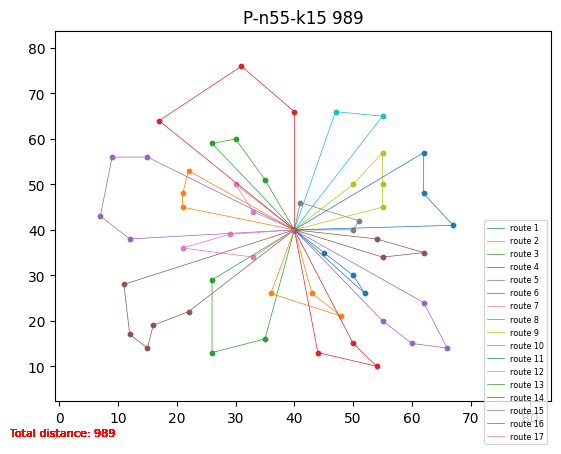 P-n55-k15 989
80
70
60
50
40
30
20
10
0 10 20 30 40 50 60 70 80
route 1
route 2
route 3
route 4
route 5
route 6
route 7
route 8
route 9
route 10
route 11
route 12
route 13
route 14
route 15
route 16
route 17
Total distance: 989